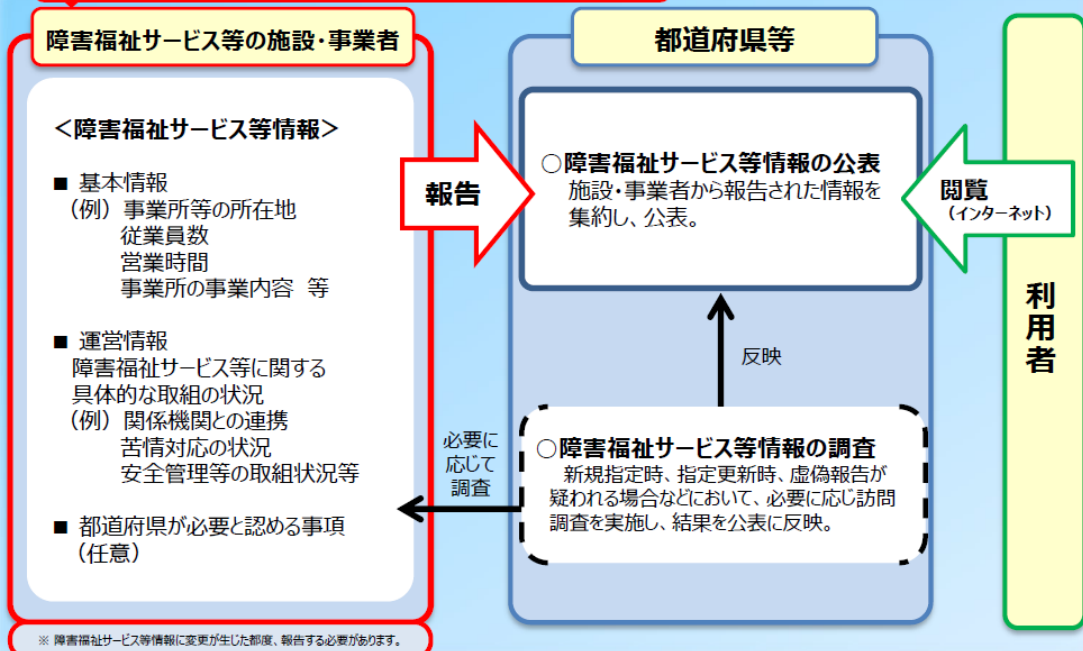 障害福祉サービス等の施設・事業者
＜障害福祉サービス等情報＞
■ 基本情報
（例）事業所等の所在地
従業員数
営業時間
事業所の事業内容 等
■ 運営情報
障害福祉サービス等に関する
具体的な取組の状況
（例）関係機関との連携
苦情対応の状況
安全管理等の取組状況等
■ 都道府県が必要と認める事項
（任意）
※ 障害福祉サービス等情報に変更が生じた都度、報告する必要があります。
報告
必要に
応じて
調査
都道府県等
○障害福祉サービス等情報の公表
施設・事業者から報告された情報を
集約し、公表。
反映
○障害福祉サービス等情報の調査
新規指定時、指定更新時、虚偽報告が
疑われる場合などにおいて、必要に応じ訪問
調査を実施し、結果を公表に反映。
閲覧
（インターネット）
利用者